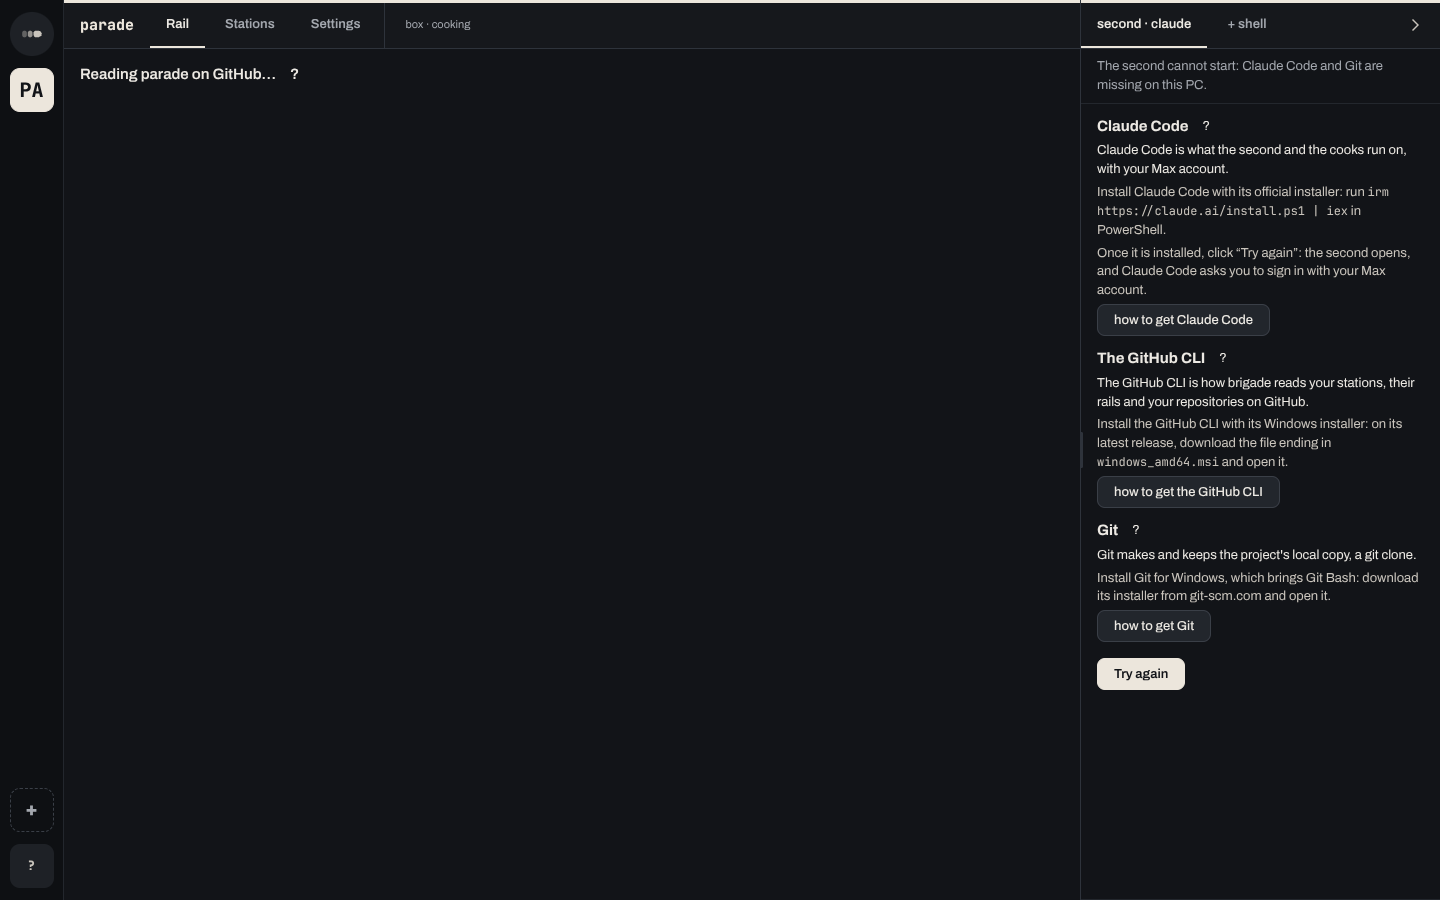 parade
Rail
Stations
Settings
box · cooking
second · claude
+ shell
PA
Reading parade on GitHub...
?
The second cannot start: Claude Code and Git are
missing on this PC.
Claude Code ?
Claude Code is what the second and the cooks run on,
with your Max account.
Install Claude Code with its official installer: run irm
https://claude.ai/install.ps1 | iex in
PowerShell.
Once it is installed, click “Try again”: the second opens,
and Claude Code asks you to sign in with your Max
account.
how to get Claude Code
The GitHub CLI ?
The GitHub CLI is how brigade reads your stations, their
rails and your repositories on GitHub.
Install the GitHub CLI with its Windows installer: on its
latest release, download the file ending in
windows_amd64.msi and open it.
how to get the GitHub CLI
Git ?
Git makes and keeps the project's local copy, a git clone.
Install Git for Windows, which brings Git Bash: download
its installer from git-scm.com and open it.
how to get Git
Try again
+
?